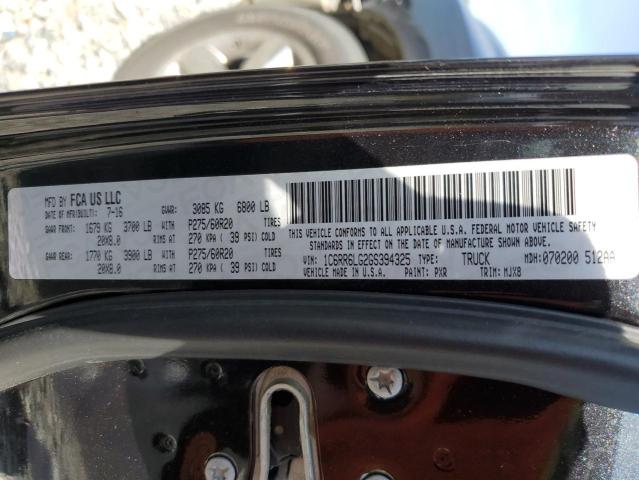 MFD BY FCA US LLC
DATE OF MFR(BUILT): 7-16 GVWR: 3085 KG 6800 LB
GAWR FRONT: 1679 KG 3700 LB WITH P275/60R20 TIRES
20X8.0 RIMS AT 270 KPA ( 39 PSI) COLD
GAWR REAR: 1770 KG 3900 LB WITH P275/60R20 TIRES
20X8.0 RIMS AT 270 KPA ( 39 PSI) COLD
THIS VEHICLE CONFORMS TO ALL APPLICABLE U.S.A. FEDERAL MOTOR VEHICLE SAFETY
STANDARDS IN EFFECT ON THE DATE OF MANUFACTURE SHOWN ABOVE.
VIN: 1C6RR6LG2GS394325 TYPE: TRUCK MDH: 070200 512AA
VEHICLE MADE IN U.S.A. PAINT: PXR TRIM: MJX8